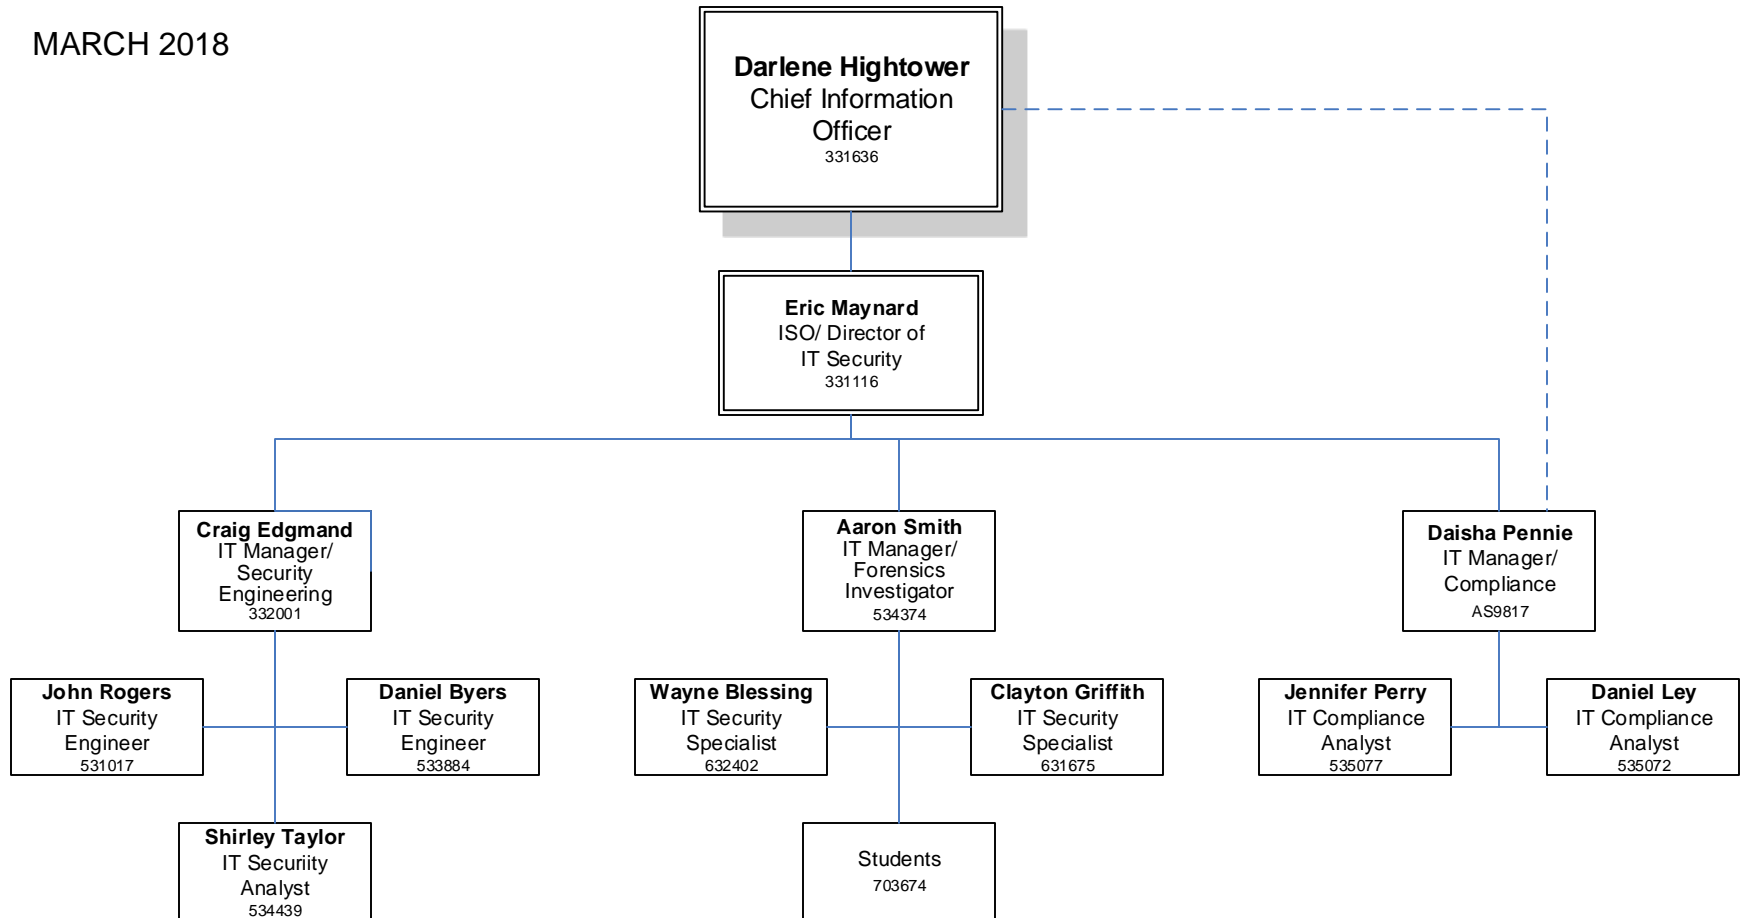 MARCH 2018
Darlene Hightower
Chief Information
Officer
331636
Eric Maynard
ISO/ Director of
IT Security
331116
Craig Edgmand
IT Manager/
Security
Engineering
332001
Aaron Smith
IT Manager/
Forensics
Investigator
534374
Daisha Pennie
IT Manager/
Compliance
AS9817
John Rogers
IT Security
Engineer
531017
Daniel Byers
IT Security
Engineer
533884
Wayne Blessing
IT Security
Specialist
632402
Clayton Griffith
IT Security
Specialist
631675
Jennifer Perry
IT Compliance
Analyst
535077
Daniel Ley
IT Compliance
Analyst
535072
Shirley Taylor
IT Securiity
Analyst
534439
Students
703674